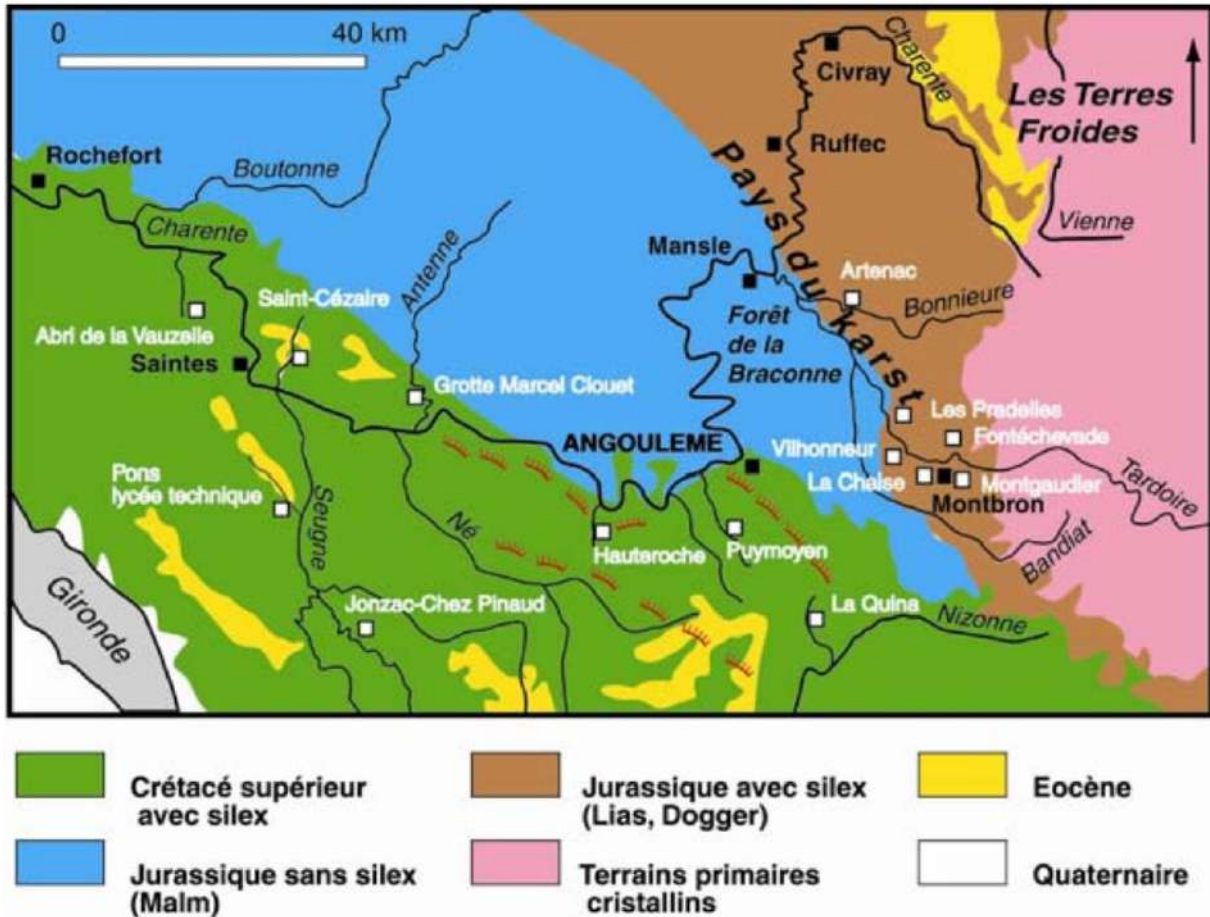 0 40 km
Civray
Charente
Les Terres
Froides
Rochefort
Boutonne
Ruffec
Pays du karst
Charente
Antenne
Vienne
Mansle
Artenac
Saint-Cézaire
Bonnieure
Abri de la Vauzelle
Forêt
de la
Braconne
Saintes
Grotte Marcel Clouet
Les Pradelles
ANGOULEME
Fontéchevade
Vilhonneur
Pons
lycée technique
La Chaise
Montgaudier
Montbron
Tardoire
Seugne
Né
Hauteroche
Puymoyen
Bandiat
Gironde
Jonzac-Chez Pinaud
La Quina
Nizonne
Crétacé supérieur
avec silex
Jurassique avec silex
(Lias, Dogger)
Eocène
Jurassique sans silex
(Malm)
Terrains primaires
cristallins
Quaternaire